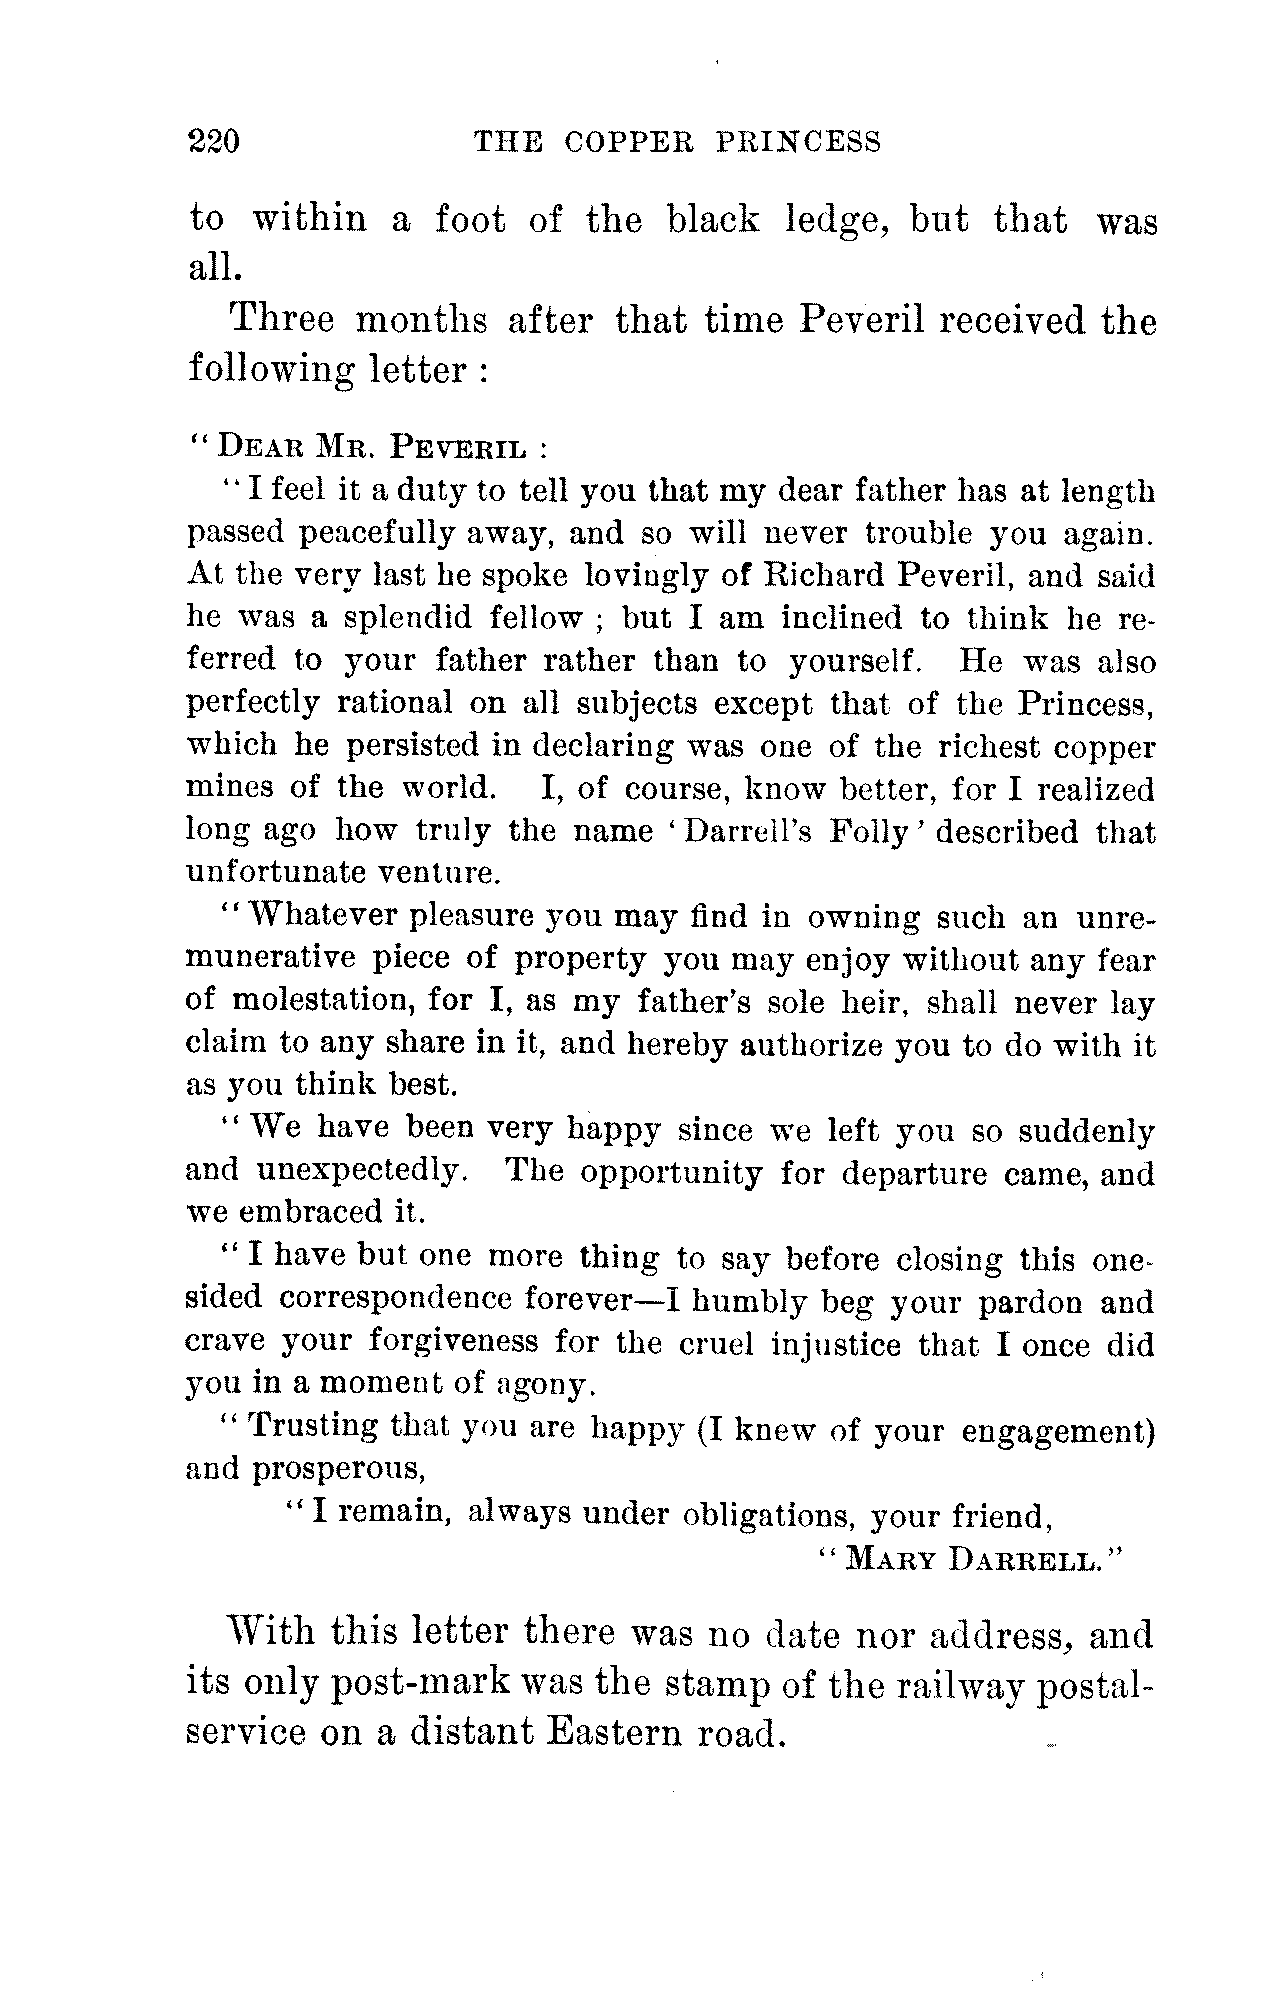 220 THE COPPER PRINCESS
to within a foot of the black ledge, but that was
all.
Three months after that time Peveril received the
following letter :
“ DEAR MR. PEVERIL :
“ I feel it a duty to tell you that my dear father has at length
passed peacefully away, and so will never trouble you again.
At the very last he spoke lovingly of Richard Peveril, and said
he was a splendid fellow ; but I am inclined to think he re-
ferred to your father rather than to yourself. He was also
perfectly rational on all subjects except that of the Princess,
which he persisted in declaring was one of the richest copper
mines of the world. I, of course, know better, for I realized
long ago how truly the name ‘ Darrell’s Folly ’ described that
unfortunate venture.
“ Whatever pleasure you may find in owning such an unre-
munerative piece of property you may enjoy without any fear
of molestation, for I, as my father’s sole heir, shall never lay
claim to any share in it, and hereby authorize you to do with it
as you think best.
“ We have been very happy since we left you so suddenly
and unexpectedly. The opportunity for departure came, and
we embraced it.
“ I have but one more thing to say before closing this one-
sided correspondence forever—I humbly beg your pardon and
crave your forgiveness for the cruel injustice that I once did
you in a moment of agony.
“ Trusting that you are happy (I knew of your engagement)
and prosperous,
“ I remain, always under obligations, your friend,
“ MARY DARRELL.”
With this letter there was no date nor address, and
its only post-mark was the stamp of the railway postal-
service on a distant Eastern road.